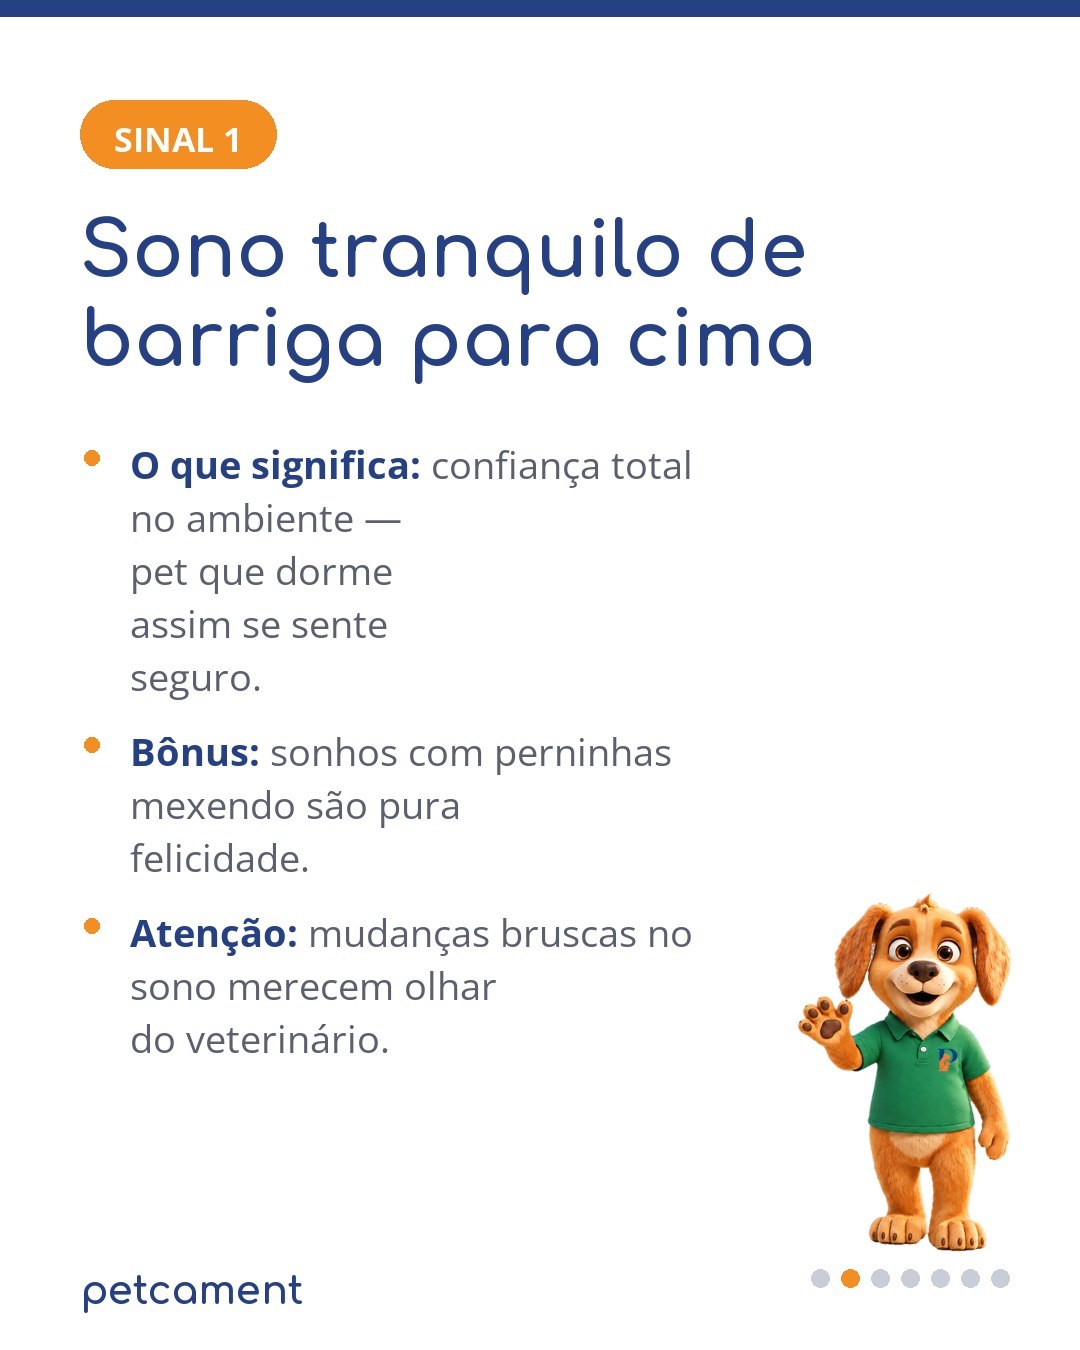 SINAL 1
Sono tranquilo de
barriga para cima
O que significa: confiança total
no ambiente —
pet que dorme
assim se sente
seguro.
Bônus: sonhos com perninhas
mexendo são pura
felicidade.
Atenção: mudanças bruscas no
sono merecem olhar
do veterinário.
P
petcament